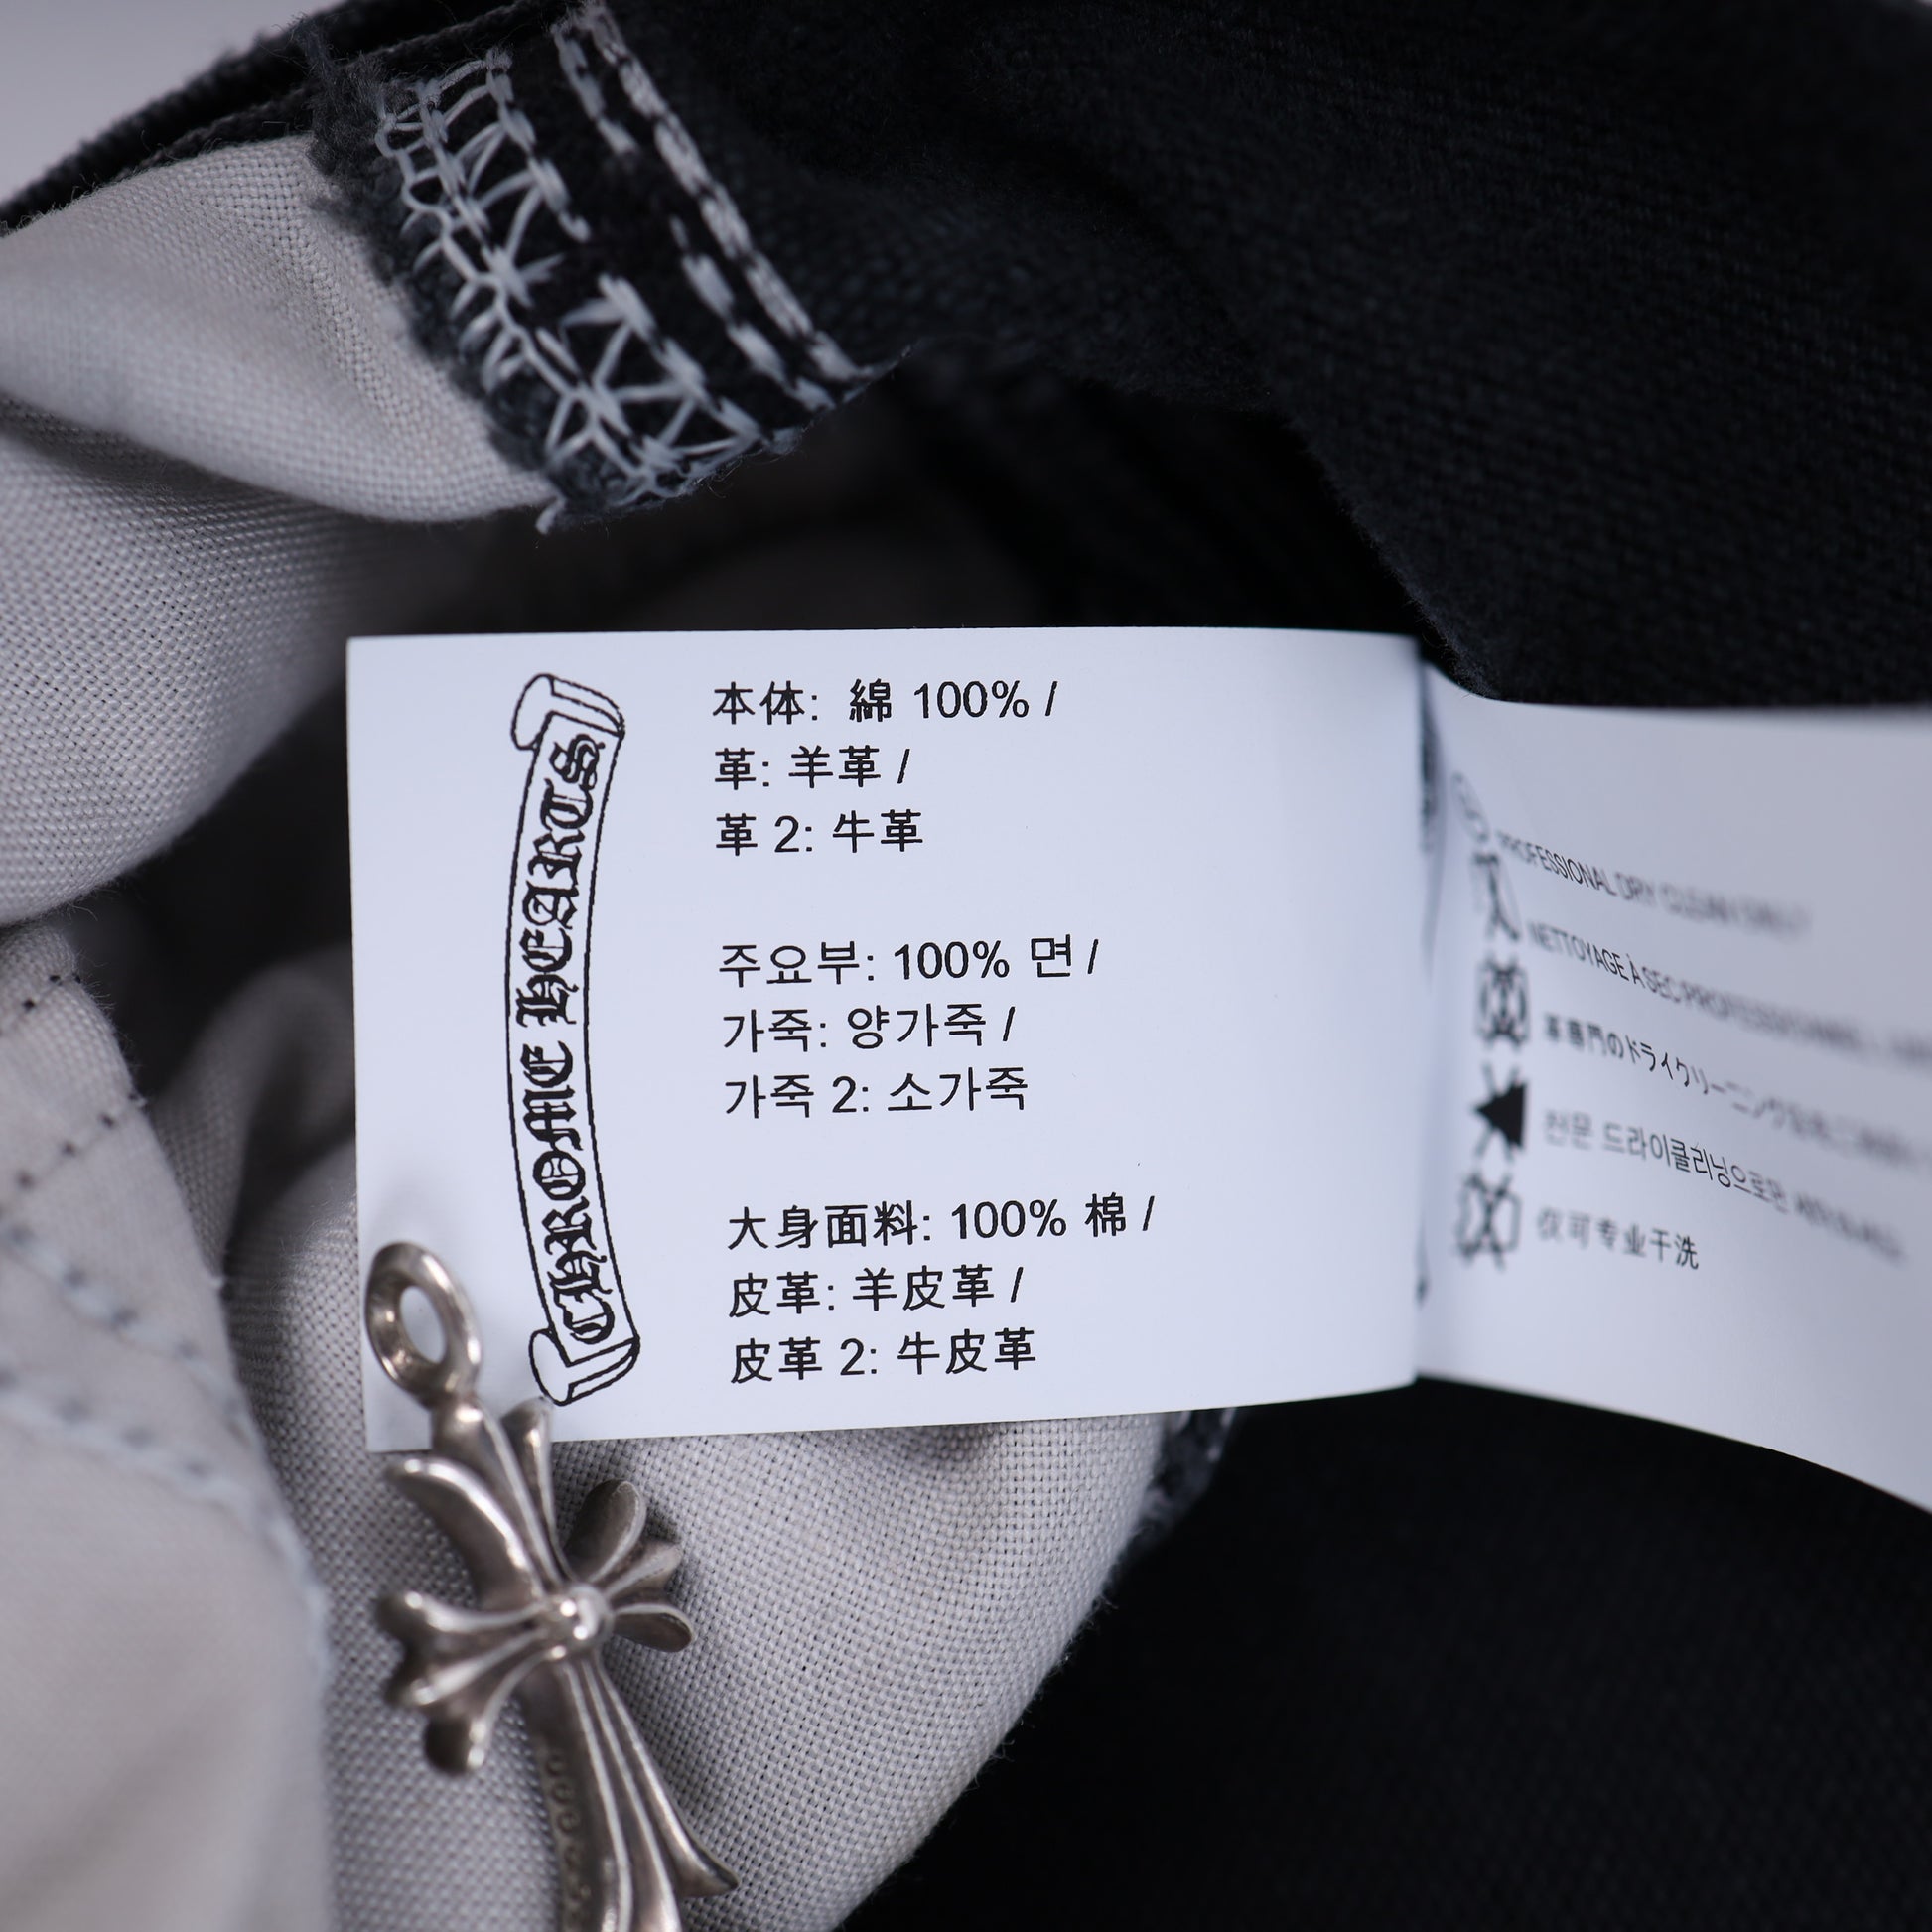 CHROME HEARTS
本体: 綿 100% /
革: 羊革 /
革 2: 牛革
주요부: 100% 면 /
가죽: 양가죽 /
가죽 2: 소가죽
大身面料: 100% 棉 /
皮革: 羊皮革 /
皮革 2: 牛皮革
PROFESSIONAL DRY CLEAN ONLY
NETTOYAGE À SEC PROFESSIONNEL
革専門のドライクリーニング
전문 드라이클리닝으로만
仅可专业干洗